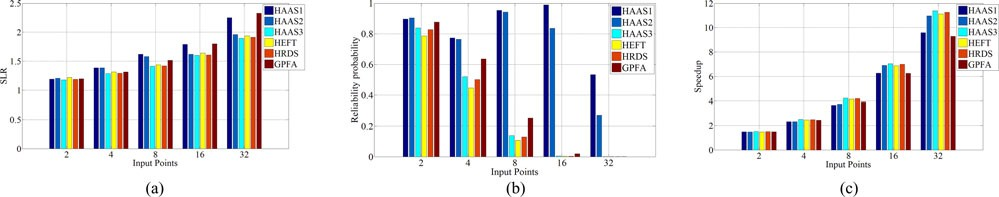 2.5
2
1.5
1
0.5
0
SLR
2 4 8 16 32
Input Points
HAAS1
HAAS2
HAAS3
HEFT
HRDS
GPFA
(a)
1
0.8
0.6
0.4
0.2
0
Reliability probability
2 4 8 16 32
Input Points
HAAS1
HAAS2
HAAS3
HEFT
HRDS
GPFA
(b)
12
10
8
6
4
2
0
Speedup
2 4 8 16 32
Input Points
HAAS1
HAAS2
HAAS3
HEFT
HRDS
GPFA
(c)